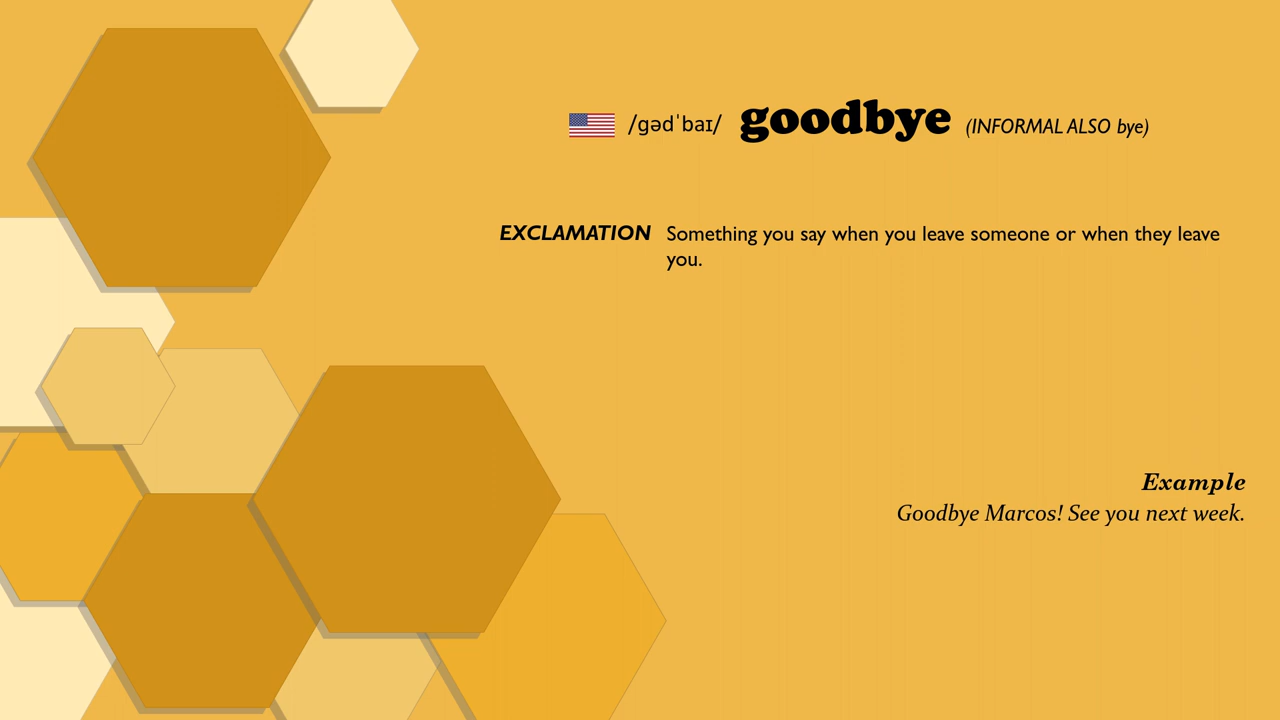 /gədˈbaɪ/ goodbye (INFORMAL ALSO bye)
EXCLAMATION Something you say when you leave someone or when they leave
you.
Example
Goodbye Marcos! See you next week.